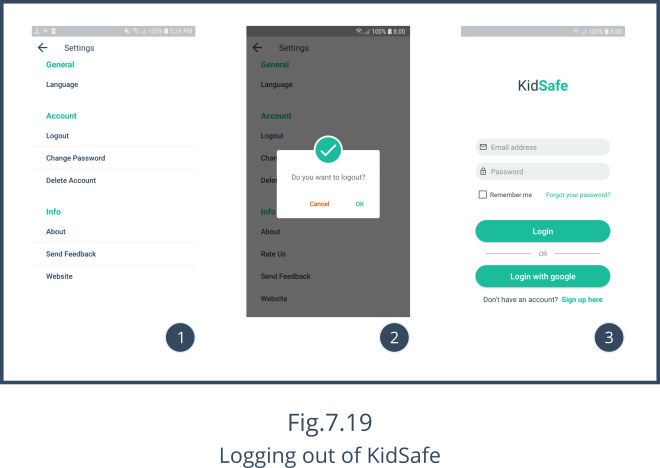 100% 5:34 PM
Settings
General
Language
Account
Logout
Change Password
Delete Account
Info
About
Send Feedback
Website
1
100% 8:00
Settings
General
Language
Account
Logout
Do you want to logout?
Cancel
OK
Info
About
Rate Us
Send Feedback
Website
2
100% 8:00
KidSafe
Email address
Password
Remember me Forgot your password?
Login
OR
Login with google
Don't have an account? Sign up here
3
Fig.7.19
Logging out of KidSafe